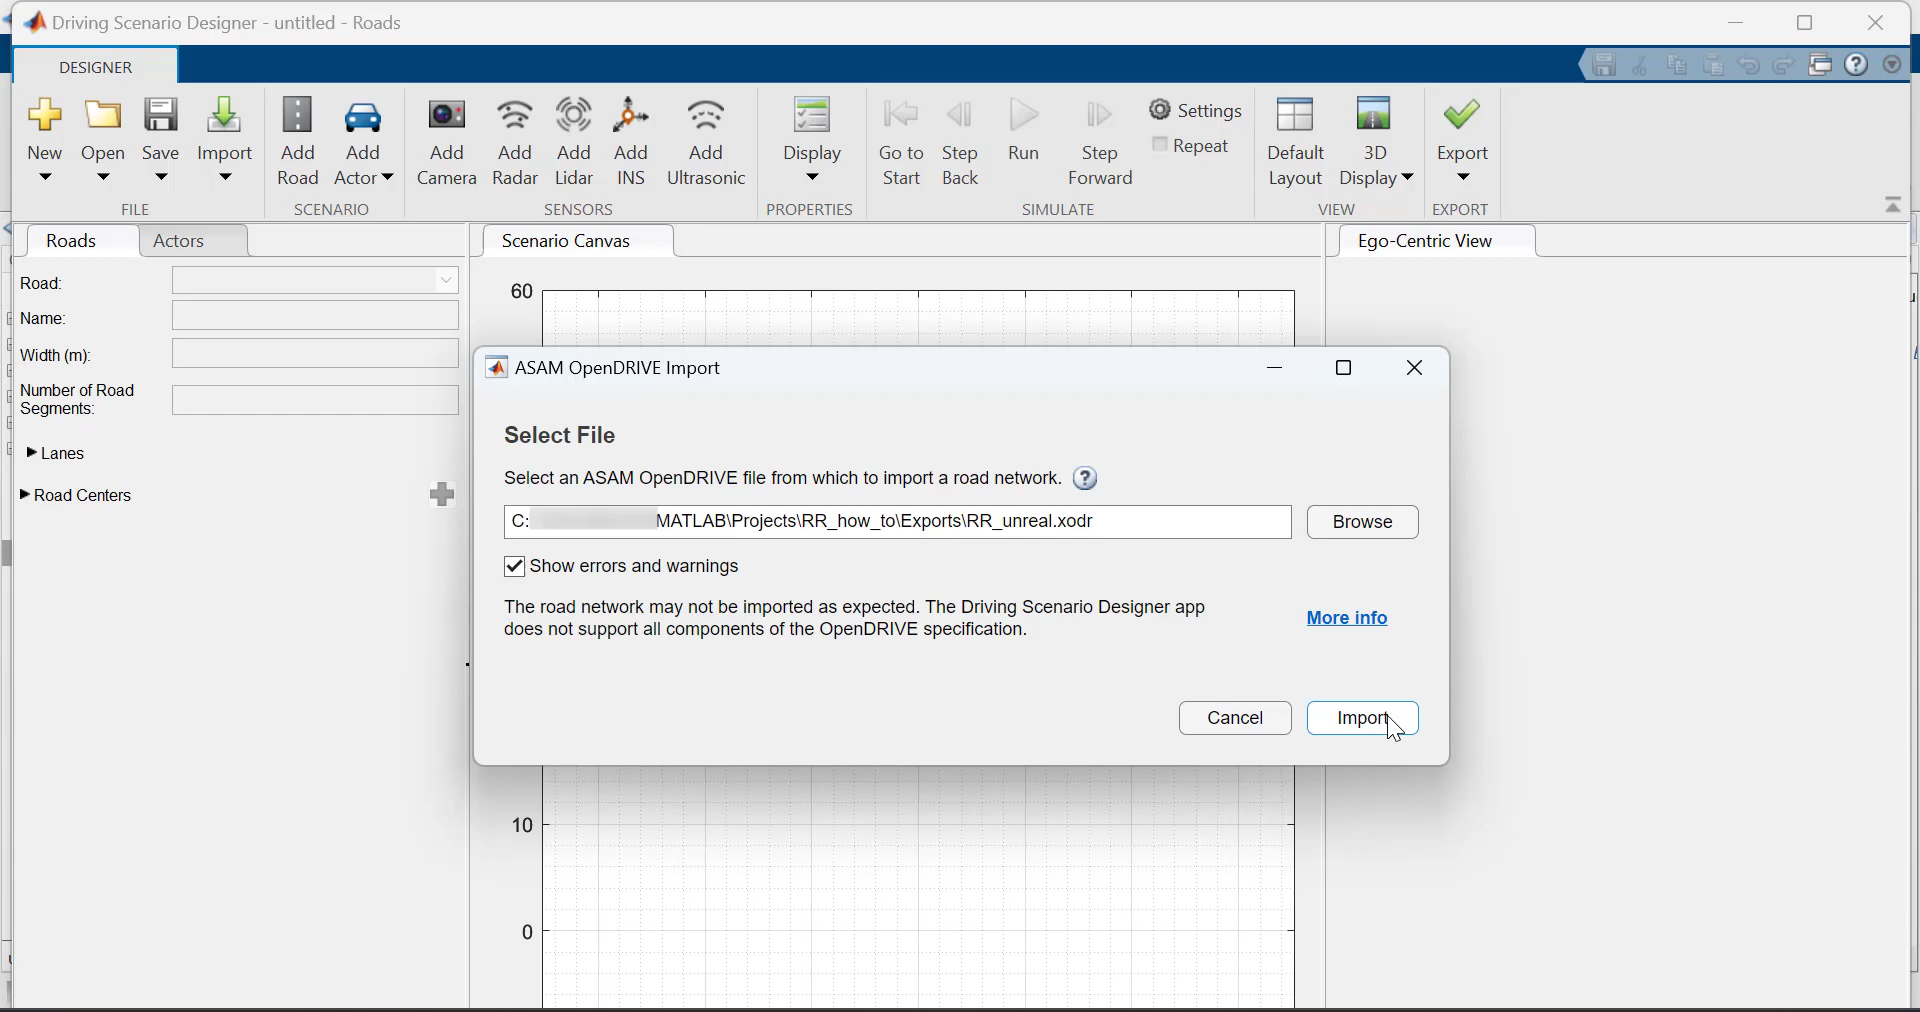 Driving Scenario Designer - untitled - Roads
DESIGNER
New
Open
Save
Import
Add Road
Add Actor
Add Camera
Add Radar
Add Lidar
Add INS
Add Ultrasonic
Display
Go to Start
Step Back
Run
Step Forward
Settings
Repeat
Default Layout
3D Display
Export
FILE
SCENARIO
SENSORS
PROPERTIES
SIMULATE
VIEW
EXPORT
Roads
Actors
Scenario Canvas
Ego-Centric View
Road:
Name:
Width (m):
Number of Road
Segments:
Lanes
Road Centers
60
ASAM OpenDRIVE Import
Select File
Select an ASAM OpenDRIVE file from which to import a road network.
C: MATLAB\Projects\RR_how_to\Exports\RR_unreal.xodr
Browse
Show errors and warnings
The road network may not be imported as expected. The Driving Scenario Designer app
does not support all components of the OpenDRIVE specification.
More info
Cancel
Import
10
0